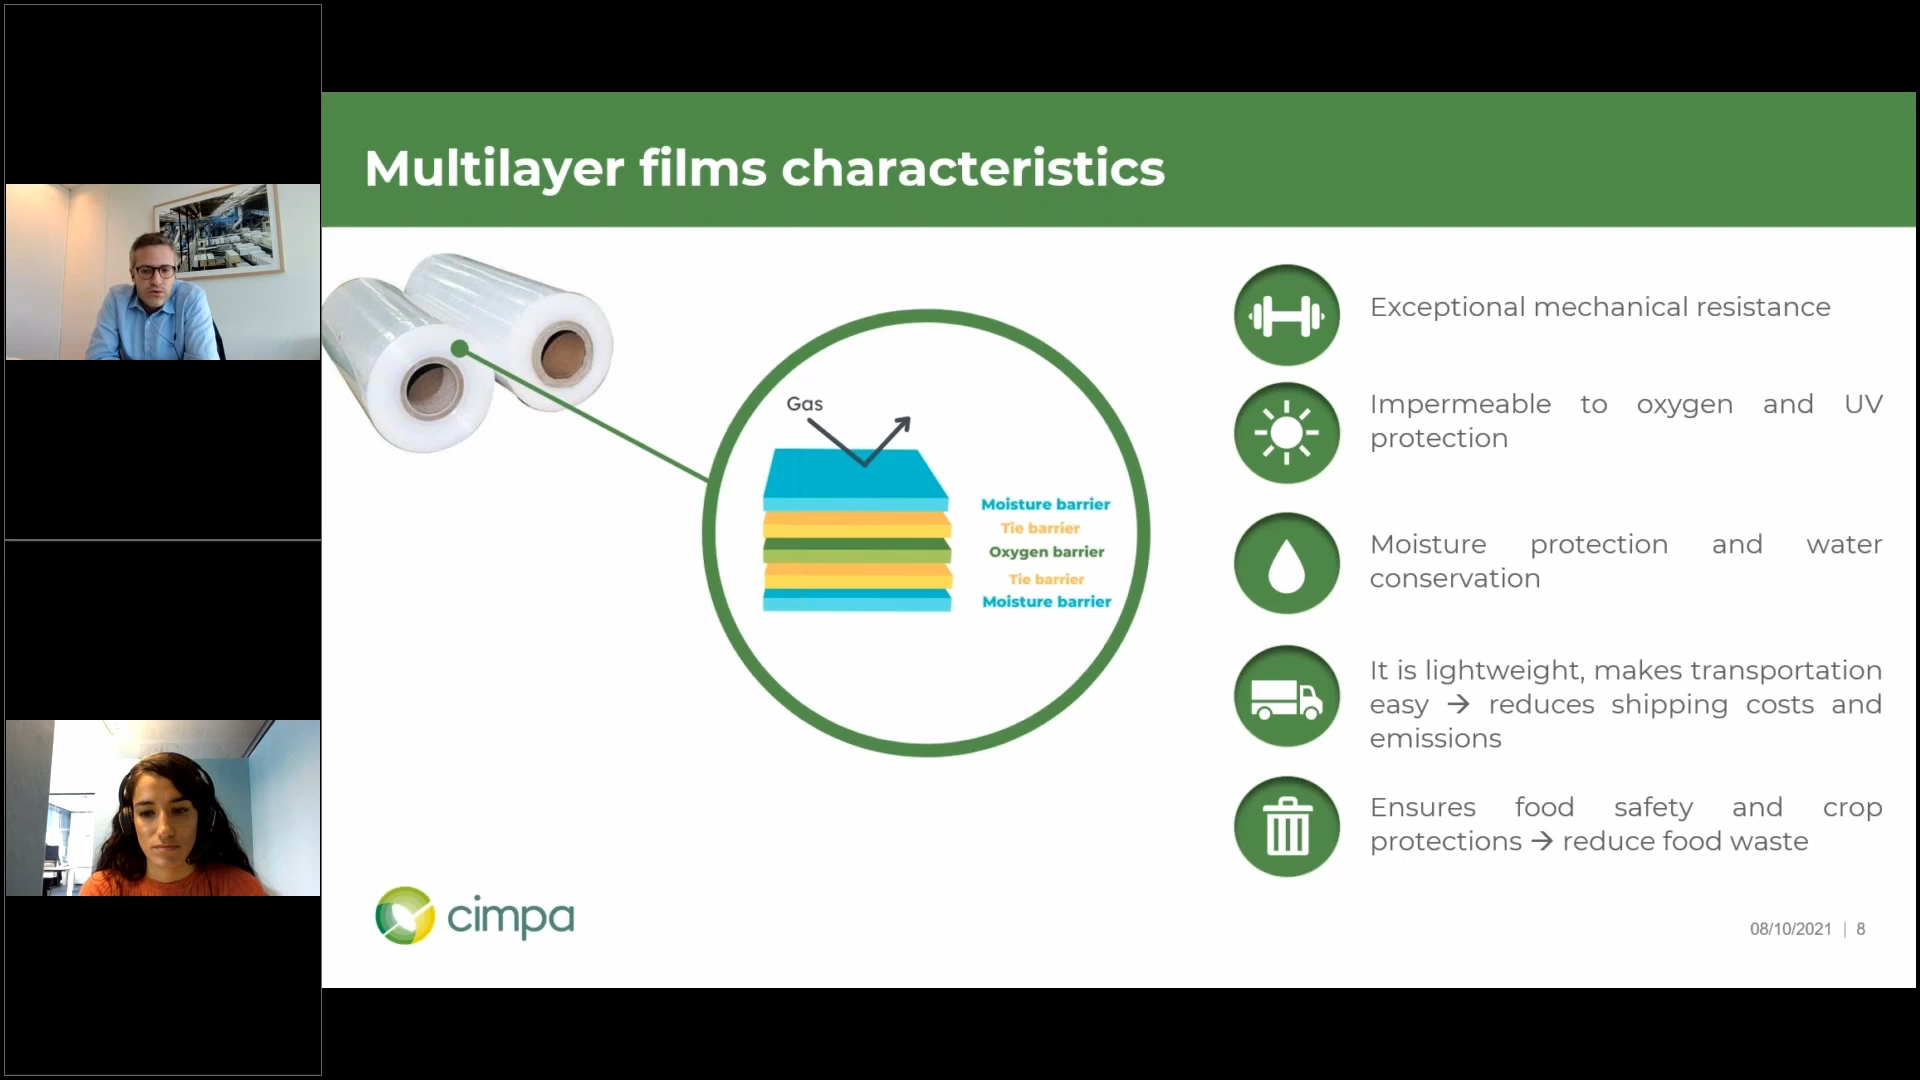 Multilayer films characteristics
Gas
Moisture barrier
Tie barrier
Oxygen barrier
Tie barrier
Moisture barrier
Exceptional mechanical resistance
Impermeable to oxygen and UV
protection
Moisture protection and water
conservation
It is lightweight, makes transportation
easy → reduces shipping costs and
emissions
Ensures food safety and crop
protections → reduce food waste
cimpa
08/10/2021 | 8